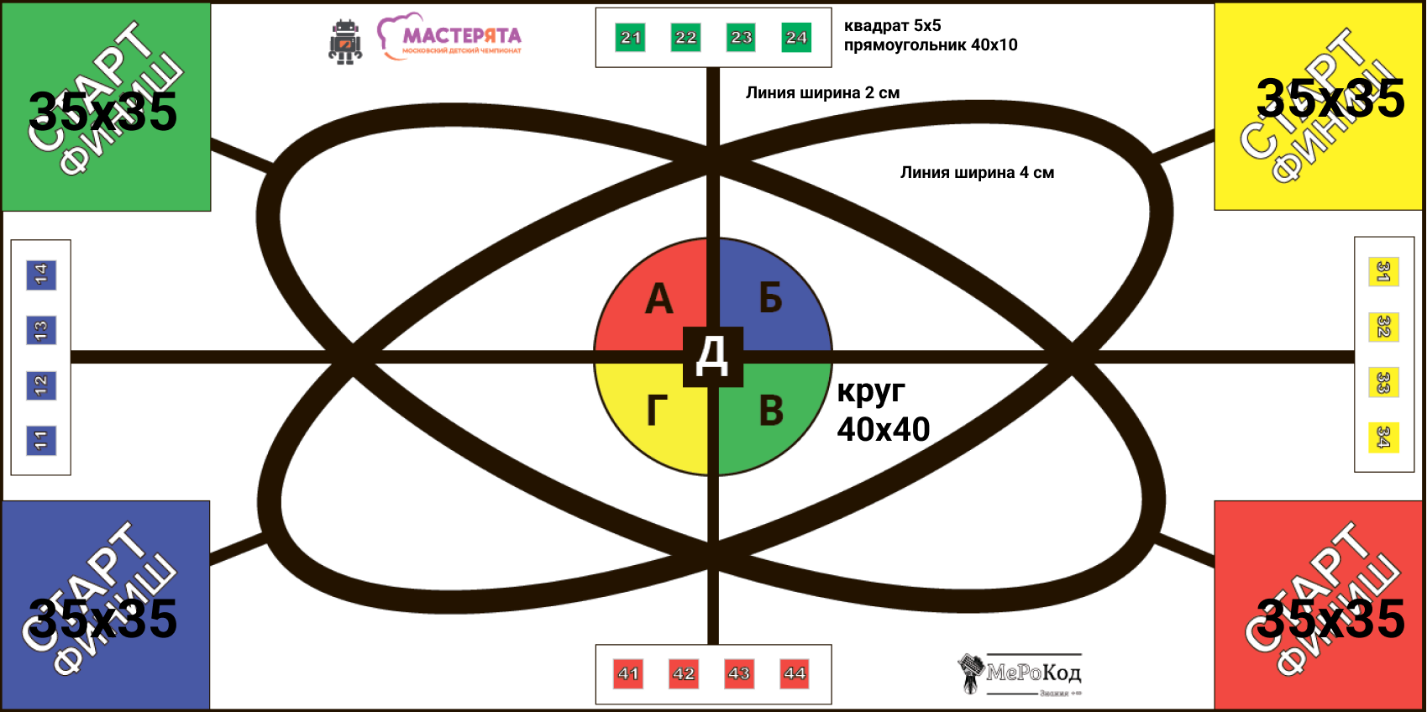 СТАРТ
ФИНИШ
35х35
МАСТЕРЯТА
МОСКОВСКИЙ ДЕТСКИЙ ЧЕМПИОНАТ
21 22 23 24
квадрат 5х5
прямоугольник 40х10
СТАРТ
ФИНИШ
35х35
Линия ширина 2 см
Линия ширина 4 см
14
13
12
11
А Б
Д
Г В
круг
40х40
31
32
33
34
СТАРТ
ФИНИШ
35х35
41 42 43 44
МеРоКод
СТАРТ
ФИНИШ
35х35